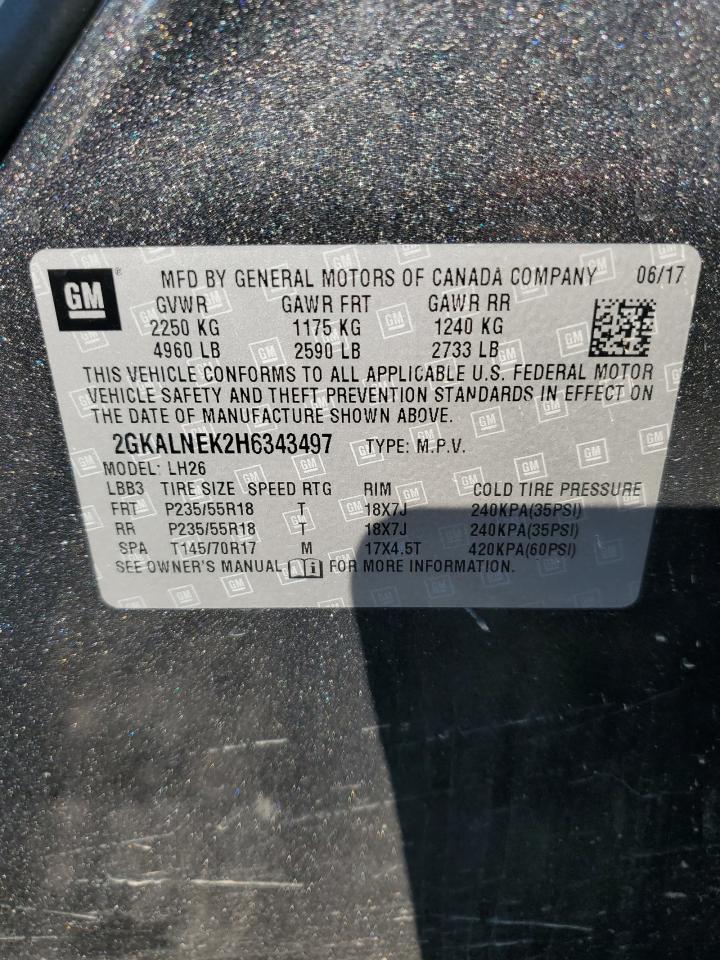 GM® MFD BY GENERAL MOTORS OF CANADA COMPANY 06/17
GVWR GAWR FRT GAWR RR
2250 KG 1175 KG 1240 KG
4960 LB 2590 LB 2733 LB
THIS VEHICLE CONFORMS TO ALL APPLICABLE U.S. FEDERAL MOTOR
VEHICLE SAFETY AND THEFT PREVENTION STANDARDS IN EFFECT ON
THE DATE OF MANUFACTURE SHOWN ABOVE.
2GKALNEK2H6343497 TYPE: M.P.V.
MODEL: LH26
LBB3 TIRE SIZE SPEED RTG RIM COLD TIRE PRESSURE
FRT P235/55R18 T 18X7J 240KPA(35PSI)
RR P235/55R18 T 18X7J 240KPA(35PSI)
SPA T145/70R17 M 17X4.5T 420KPA(60PSI)
SEE OWNER'S MANUAL FOR MORE INFORMATION.